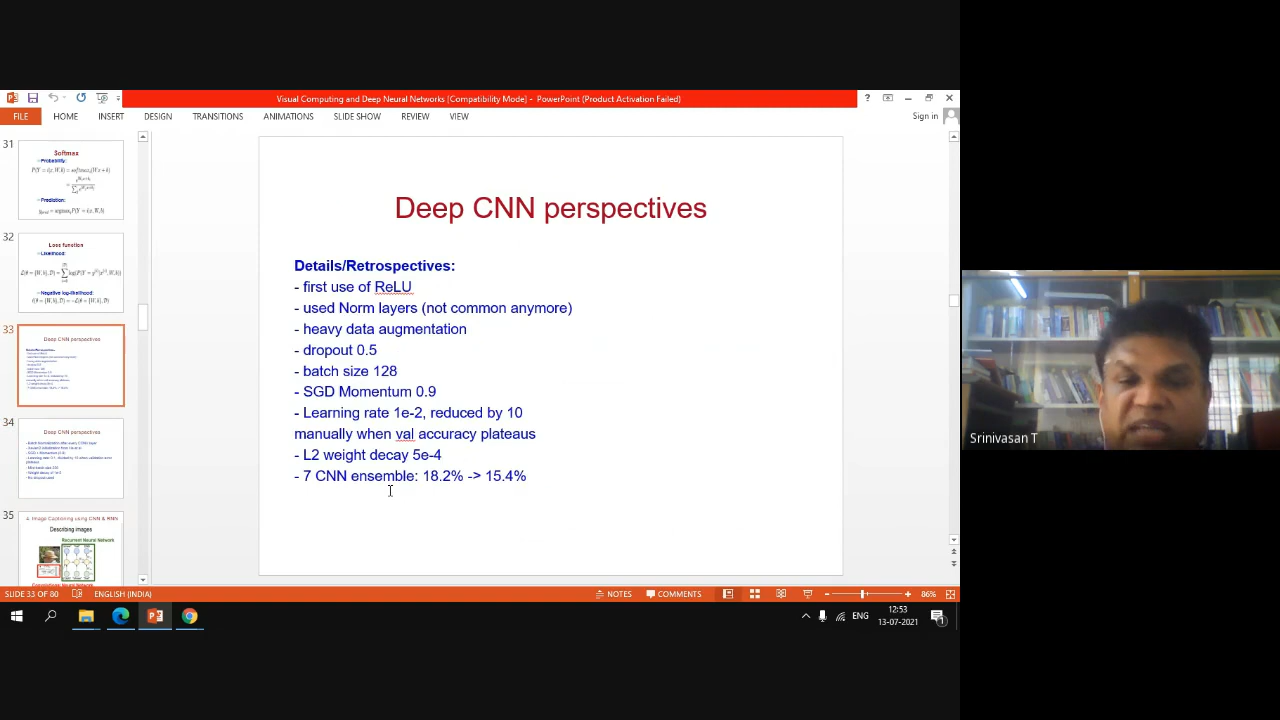 Visual Computing and Deep Neural Networks [Compatibility Mode] - PowerPoint (Product Activation Failed)
FILE HOME INSERT DESIGN TRANSITIONS ANIMATIONS SLIDE SHOW REVIEW VIEW Sign in
31
Softmax
Probability:
Prediction:
32
Loss function
Likelihood:
Negative log-likelihood:
33
Deep CNN perspectives
34
Deep CNN perspectives
35
Image Captioning using CNN & RNN
Describing images
Recurrent Neural Network
Deep CNN perspectives
Details/Retrospectives:
- first use of ReLU
- used Norm layers (not common anymore)
- heavy data augmentation
- dropout 0.5
- batch size 128
- SGD Momentum 0.9
- Learning rate 1e-2, reduced by 10
manually when val accuracy plateaus
- L2 weight decay 5e-4
- 7 CNN ensemble: 18.2% -> 15.4%
Srinivasan T
SLIDE 33 OF 80 ENGLISH (INDIA) NOTES COMMENTS 86%
ENG
12:53
13-07-2021